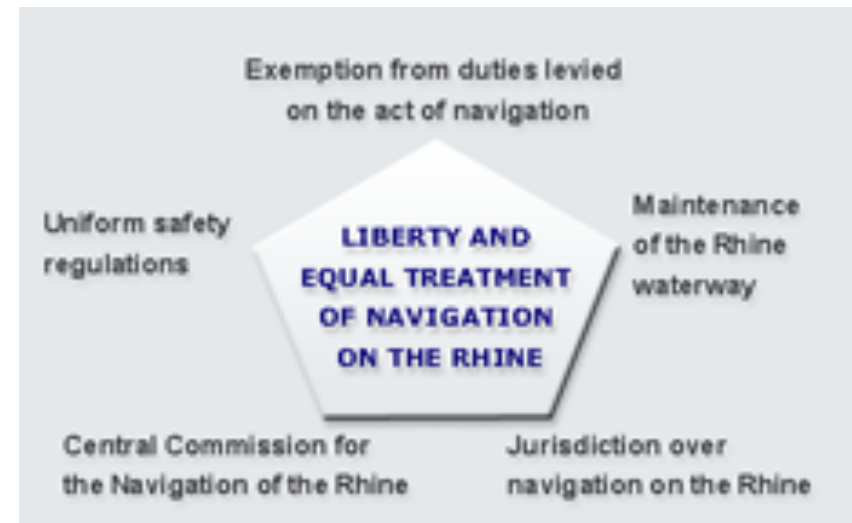 Exemption from duties levied
on the act of navigation
Uniform safety
regulations
LIBERTY AND
EQUAL TREATMENT
OF NAVIGATION
ON THE RHINE
Maintenance
of the Rhine
waterway
Central Commission for
the Navigation of the Rhine
Jurisdiction over
navigation on the Rhine